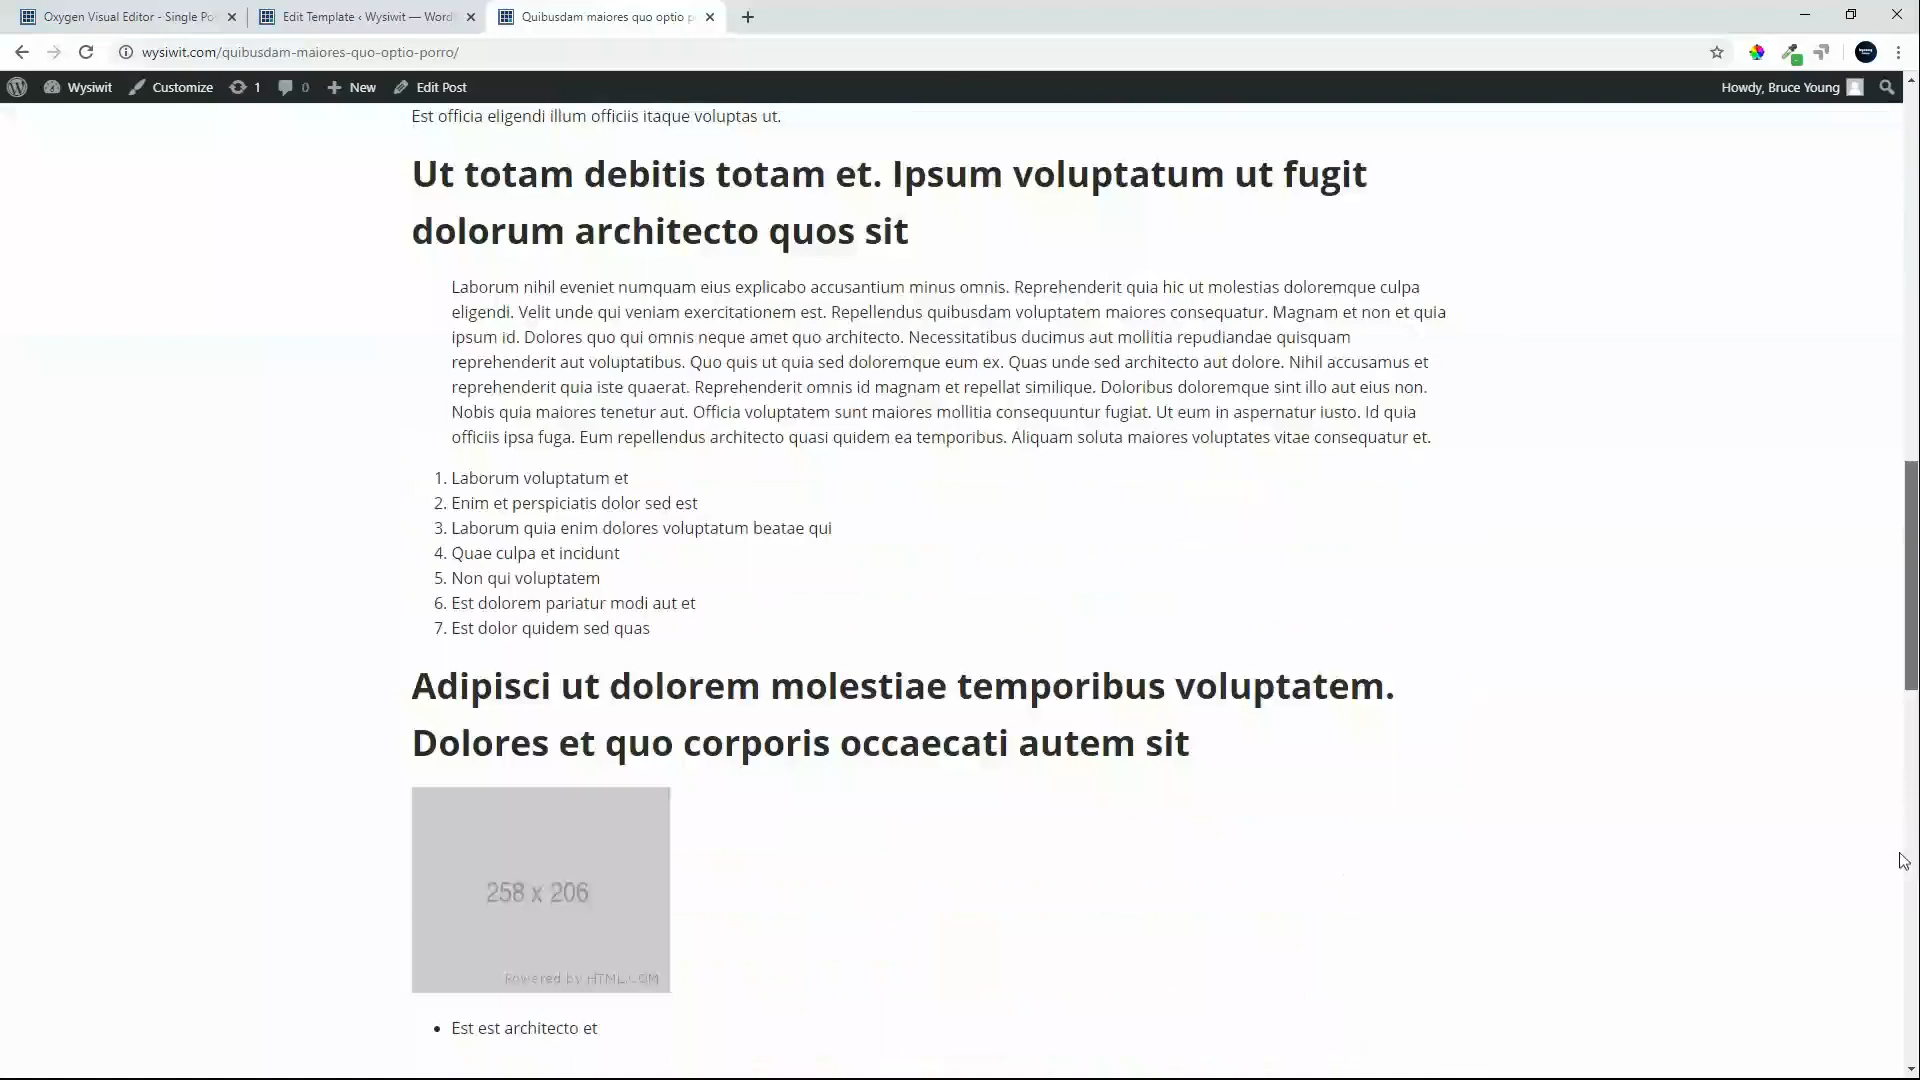 Oxygen Visual Editor - Single Po
Edit Template ‹ Wysiwit — Word
Quibusdam maiores quo optio p
wysiwit.com/quibusdam-maiores-quo-optio-porro/
Wysiwit
Customize
1
0
New
Edit Post
Howdy, Bruce Young
Est officia eligendi illum officiis itaque voluptas ut.
Ut totam debitis totam et. Ipsum voluptatum ut fugit
dolorum architecto quos sit
Laborum nihil eveniet numquam eius explicabo accusantium minus omnis. Reprehenderit quia hic ut molestias doloremque culpa
eligendi. Velit unde qui veniam exercitationem est. Repellendus quibusdam voluptatem maiores consequatur. Magnam et non et quia
ipsum id. Dolores quo qui omnis neque amet quo architecto. Necessitatibus ducimus aut mollitia repudiandae quisquam
reprehenderit aut voluptatibus. Quo quis ut quia sed doloremque eum ex. Quas unde sed architecto aut dolore. Nihil accusamus et
reprehenderit quia iste quaerat. Reprehenderit omnis id magnam et repellat similique. Doloribus doloremque sint illo aut eius non.
Nobis quia maiores tenetur aut. Officia voluptatem sunt maiores mollitia consequuntur fugiat. Ut eum in aspernatur iusto. Id quia
officiis ipsa fuga. Eum repellendus architecto quasi quidem ea temporibus. Aliquam soluta maiores voluptates vitae consequatur et.
1. Laborum voluptatum et
2. Enim et perspiciatis dolor sed est
3. Laborum quia enim dolores voluptatum beatae qui
4. Quae culpa et incidunt
5. Non qui voluptatem
6. Est dolorem pariatur modi aut et
7. Est dolor quidem sed quas
Adipisci ut dolorem molestiae temporibus voluptatem.
Dolores et quo corporis occaecati autem sit
258 x 206
Powered by HTML.COM
• Est est architecto et